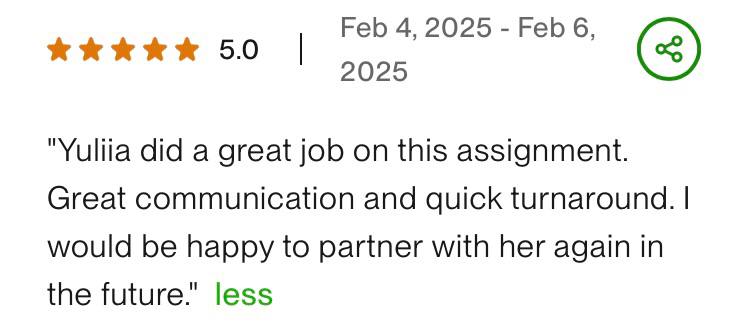 5.0 | Feb 4, 2025 - Feb 6,
2025
"Yuliia did a great job on this assignment.
Great communication and quick turnaround. I
would be happy to partner with her again in
the future." less